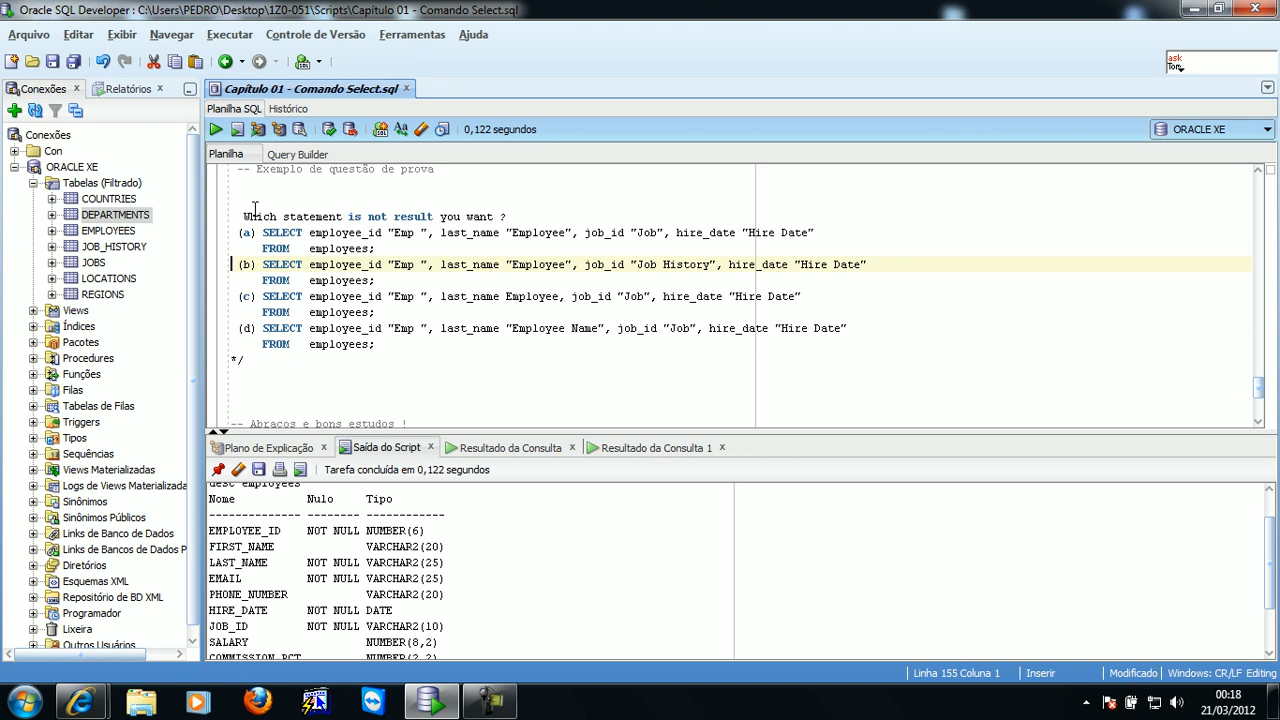 Oracle SQL Developer : C:\Users\PEDRO\Desktop\1Z0-051\Scripts\Capítulo 01 - Comando Select.sql
Arquivo Editar Exibir Navegar Executar Controle de Versão Ferramentas Ajuda
ask
Tom
Conexões Relatórios Capítulo 01 - Comando Select.sql
Planilha SQL Histórico
0,122 segundos ORACLE XE
Planilha Query Builder
Conexões
Con
ORACLE XE
Tabelas (Filtrado)
COUNTRIES
DEPARTMENTS
EMPLOYEES
JOB_HISTORY
JOBS
LOCATIONS
REGIONS
Views
Índices
Pacotes
Procedures
Funções
Filas
Tabelas de Filas
Triggers
Tipos
Sequências
Views Materializadas
Logs de Views Materializada
Sinônimos
Sinônimos Públicos
Links de Banco de Dados
Links de Bancos de Dados P
Diretórios
Esquemas XML
Repositório de BD XML
Programador
Lixeira
Outros Usuários
-- Exemplo de questão de prova
Which statement is not result you want ?
(a) SELECT employee_id "Emp ", last_name "Employee", job_id "Job", hire_date "Hire Date"
FROM employees;
(b) SELECT employee_id "Emp ", last_name "Employee", job_id "Job History", hire_date "Hire Date"
FROM employees;
(c) SELECT employee_id "Emp ", last_name Employee, job_id "Job", hire_date "Hire Date"
FROM employees;
(d) SELECT employee_id "Emp ", last_name "Employee Name", job_id "Job", hire_date "Hire Date"
FROM employees;
*/
-- Abraços e bons estudos !
Plano de Explicação Saída do Script Resultado da Consulta Resultado da Consulta 1
Tarefa concluída em 0,122 segundos
desc employees
Nome Nulo Tipo
-------------- -------- ------------
EMPLOYEE_ID NOT NULL NUMBER(6)
FIRST_NAME VARCHAR2(20)
LAST_NAME NOT NULL VARCHAR2(25)
EMAIL NOT NULL VARCHAR2(25)
PHONE_NUMBER VARCHAR2(20)
HIRE_DATE NOT NULL DATE
JOB_ID NOT NULL VARCHAR2(10)
SALARY NUMBER(8,2)
COMMISSION_PCT NUMBER(2,2)
Linha 155 Coluna 1 Inserir Modificado Windows: CR/LF Editing
00:18
21/03/2012